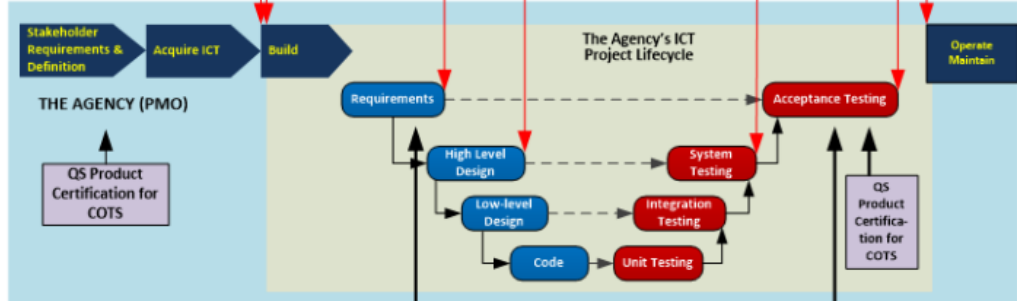 Stakeholder
Requirements &
Definition
Acquire ICT
Build
The Agency's ICT
Project Lifecycle
Operate
Maintain
THE AGENCY (PMO)
Requirements
Acceptance Testing
QS Product
Certification for
COTS
High Level
Design
System
Testing
QS
Product
Certifica-
tion for
COTS
Low-level
Design
Integration
Testing
Code
Unit Testing